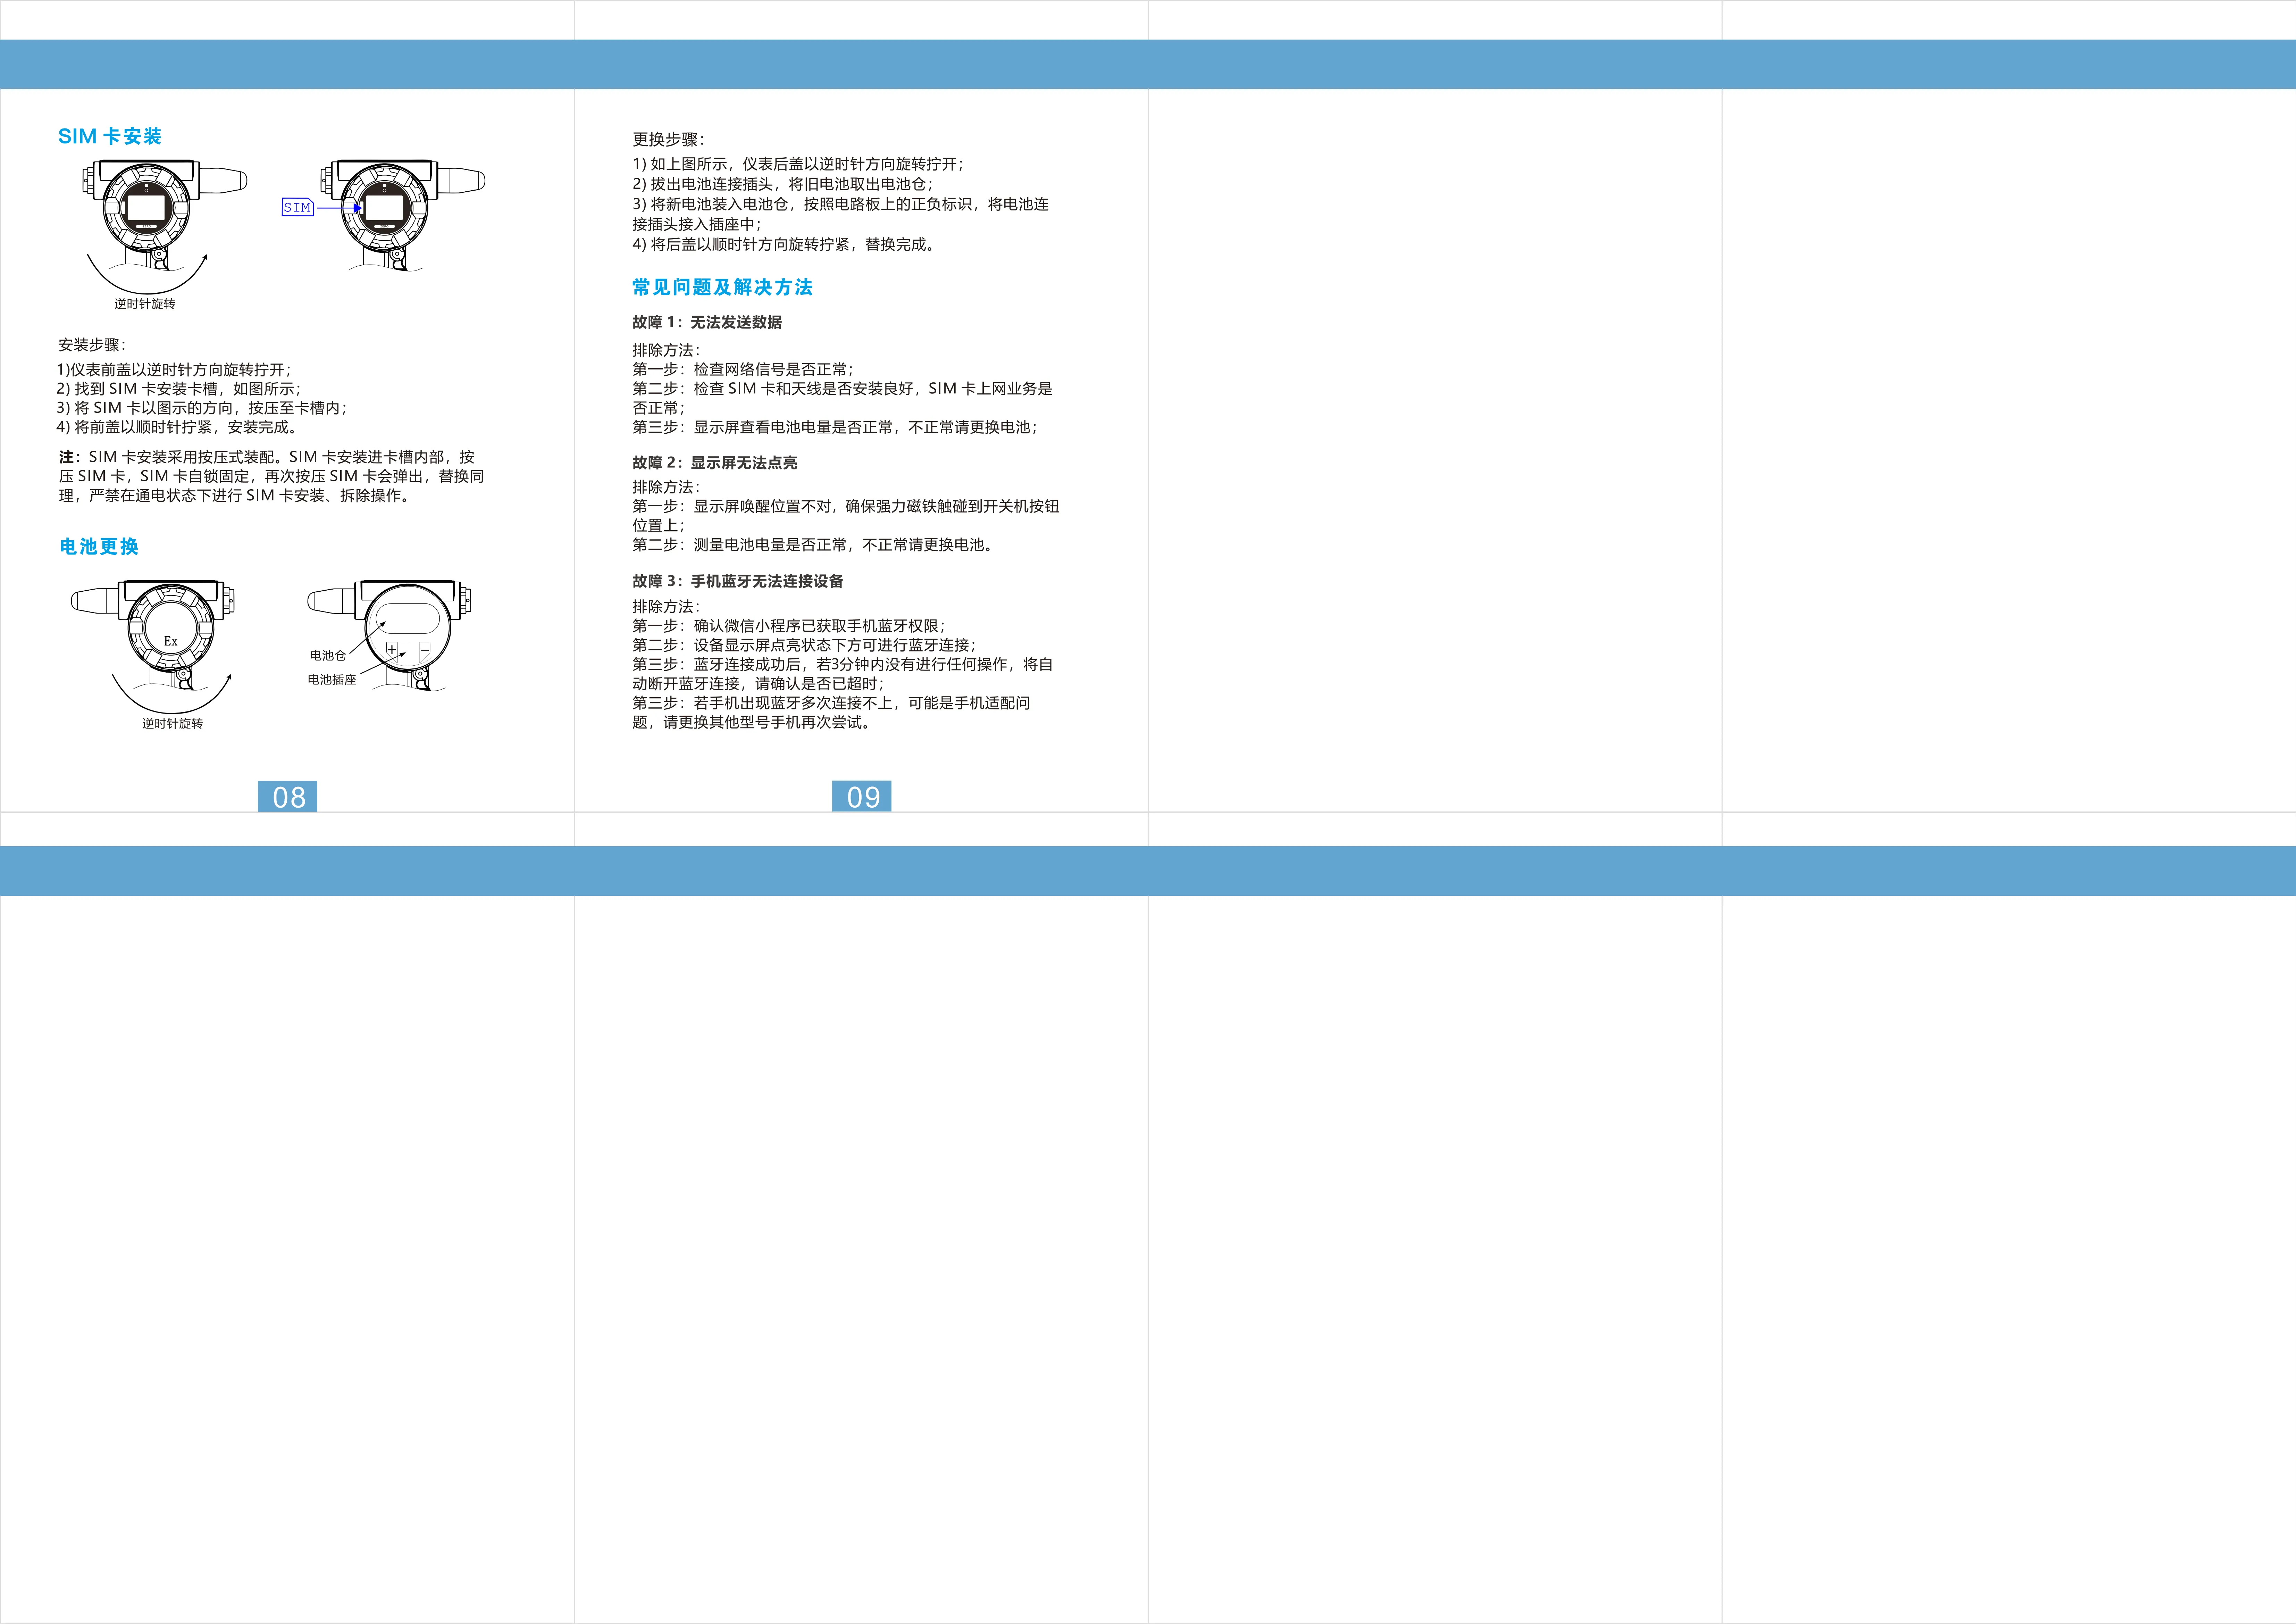 SIM 卡安装
SIM
逆时针旋转
安装步骤：
1)仪表前盖以逆时针方向旋转拧开；
2) 找到 SIM 卡安装卡槽，如图所示；
3) 将 SIM 卡以图示的方向，按压至卡槽内；
4) 将前盖以顺时针拧紧，安装完成。
注：SIM 卡安装采用按压式装配。SIM 卡安装进卡槽内部，按
压 SIM 卡，SIM 卡自锁固定，再次按压 SIM 卡会弹出，替换同
理，严禁在通电状态下进行 SIM 卡安装、拆除操作。
电池更换
Ex
+ −
电池仓
电池插座
逆时针旋转
08
更换步骤：
1) 如上图所示，仪表后盖以逆时针方向旋转拧开；
2) 拔出电池连接插头，将旧电池取出电池仓；
3) 将新电池装入电池仓，按照电路板上的正负标识，将电池连
接插头接入插座中；
4) 将后盖以顺时针方向旋转拧紧，替换完成。
常见问题及解决方法
故障 1：无法发送数据
排除方法：
第一步：检查网络信号是否正常；
第二步：检查 SIM 卡和天线是否安装良好，SIM 卡上网业务是
否正常；
第三步：显示屏查看电池电量是否正常，不正常请更换电池；
故障 2：显示屏无法点亮
排除方法：
第一步：显示屏唤醒位置不对，确保强力磁铁触碰到开关机按钮
位置上；
第二步：测量电池电量是否正常，不正常请更换电池。
故障 3：手机蓝牙无法连接设备
排除方法：
第一步：确认微信小程序已获取手机蓝牙权限；
第二步：设备显示屏点亮状态下方可进行蓝牙连接；
第三步：蓝牙连接成功后，若3分钟内没有进行任何操作，将自
动断开蓝牙连接，请确认是否已超时；
第三步：若手机出现蓝牙多次连接不上，可能是手机适配问
题，请更换其他型号手机再次尝试。
09